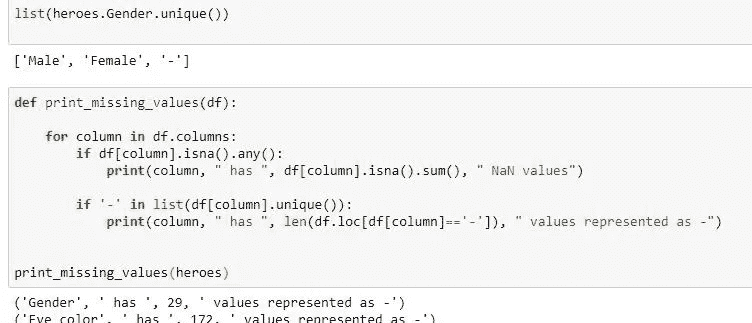 list(heroes.Gender.unique())
['Male', 'Female', '-']
def print_missing_values(df):
    for column in df.columns:
        if df[column].isna().any():
            print(column, " has ", df[column].isna().sum(), " NaN values")
        if '-' in list(df[column].unique()):
            print(column, " has ", len(df.loc[df[column]=='-']), " values represented as -")
print_missing_values(heroes)
('Gender', ' has ', 29, ' values represented as -')
('Eye color', ' has ', 172, ' values represented as -')